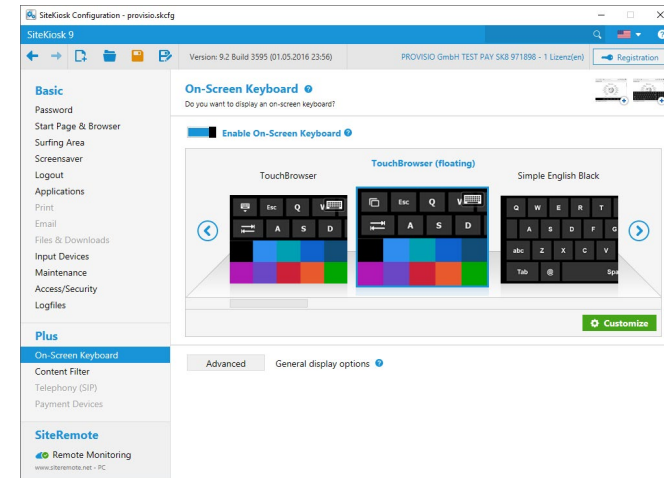 SiteKiosk Configuration - provisio.skcfg
SiteKiosk 9
Version: 9.2 Build 3595 (01.05.2016 23:56)
PROVISIO GmbH TEST PAY SK8 971898 - 1 Lizenz(en)
Registration
Basic
Password
Start Page & Browser
Surfing Area
Screensaver
Logout
Applications
Print
Email
Files & Downloads
Input Devices
Maintenance
Access/Security
Logfiles
Plus
On-Screen Keyboard
Content Filter
Telephony (SIP)
Payment Devices
SiteRemote
Remote Monitoring
www.siteremote.net - PC
On-Screen Keyboard
Do you want to display an on-screen keyboard?
Enable On-Screen Keyboard
TouchBrowser
Esc Q
A S D
TouchBrowser (floating)
Esc Q
A S D
Simple English Black
Q W E R T
A S D F G
abc Z X C V
Tab @ Spa
Customize
Advanced
General display options